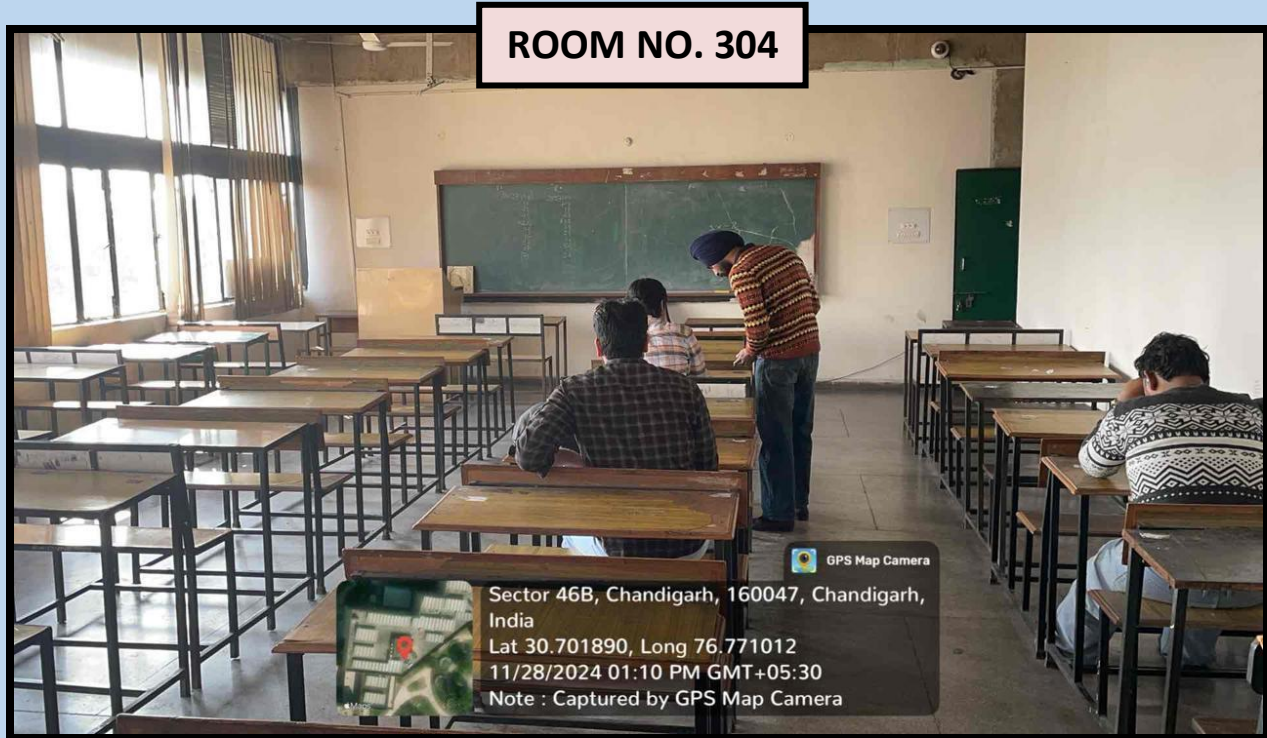 ROOM NO. 304
GPS Map Camera
Sector 46B, Chandigarh, 160047, Chandigarh,
India
Lat 30.701890, Long 76.771012
11/28/2024 01:10 PM GMT+05:30
Note : Captured by GPS Map Camera